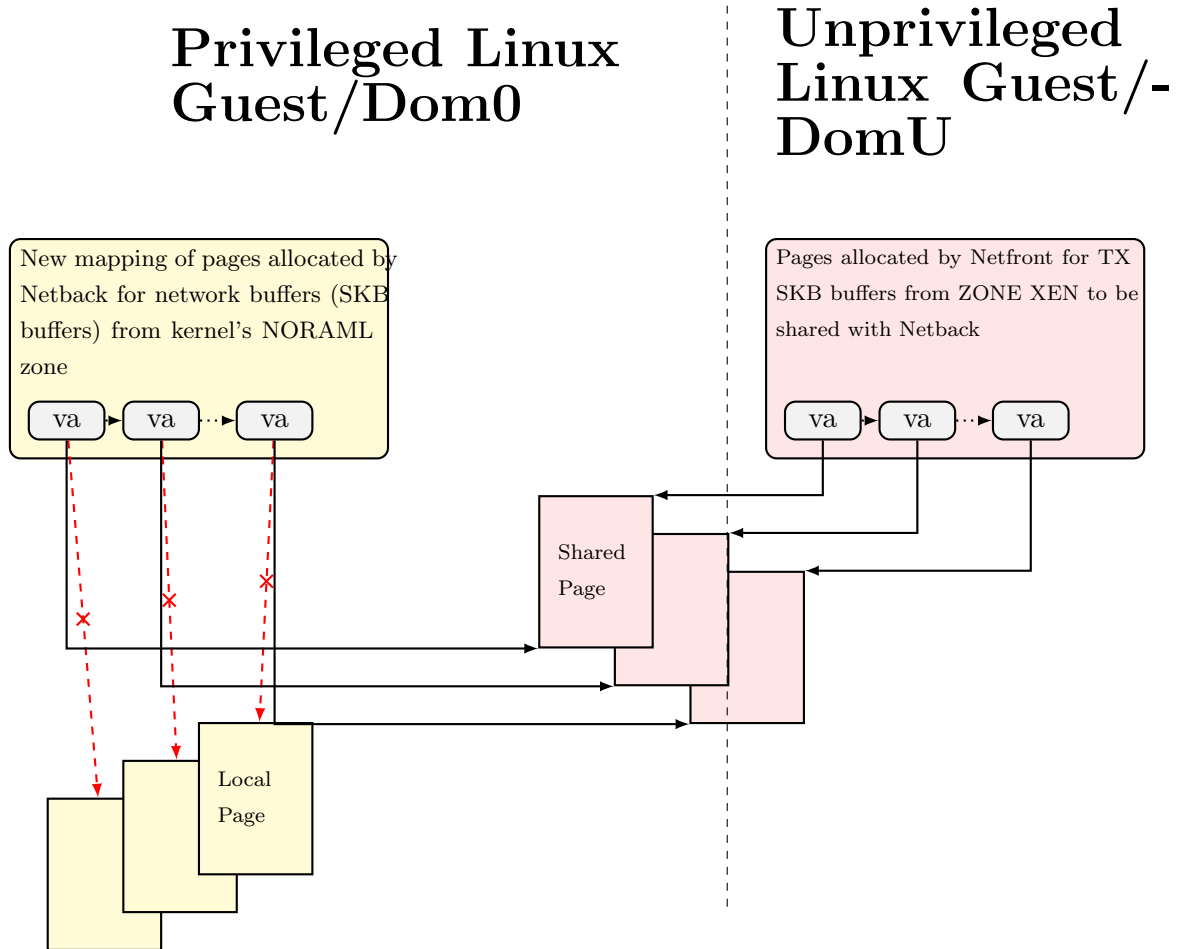 Privileged Linux
Guest/Dom0
Unprivileged
Linux Guest/-
DomU
New mapping of pages allocated by
Netback for network buffers (SKB
buffers) from kernel's NORAML
zone
va
va
...
va
Pages allocated by Netfront for TX
SKB buffers from ZONE XEN to be
shared with Netback
va
va
...
va
Shared
Page
Local
Page